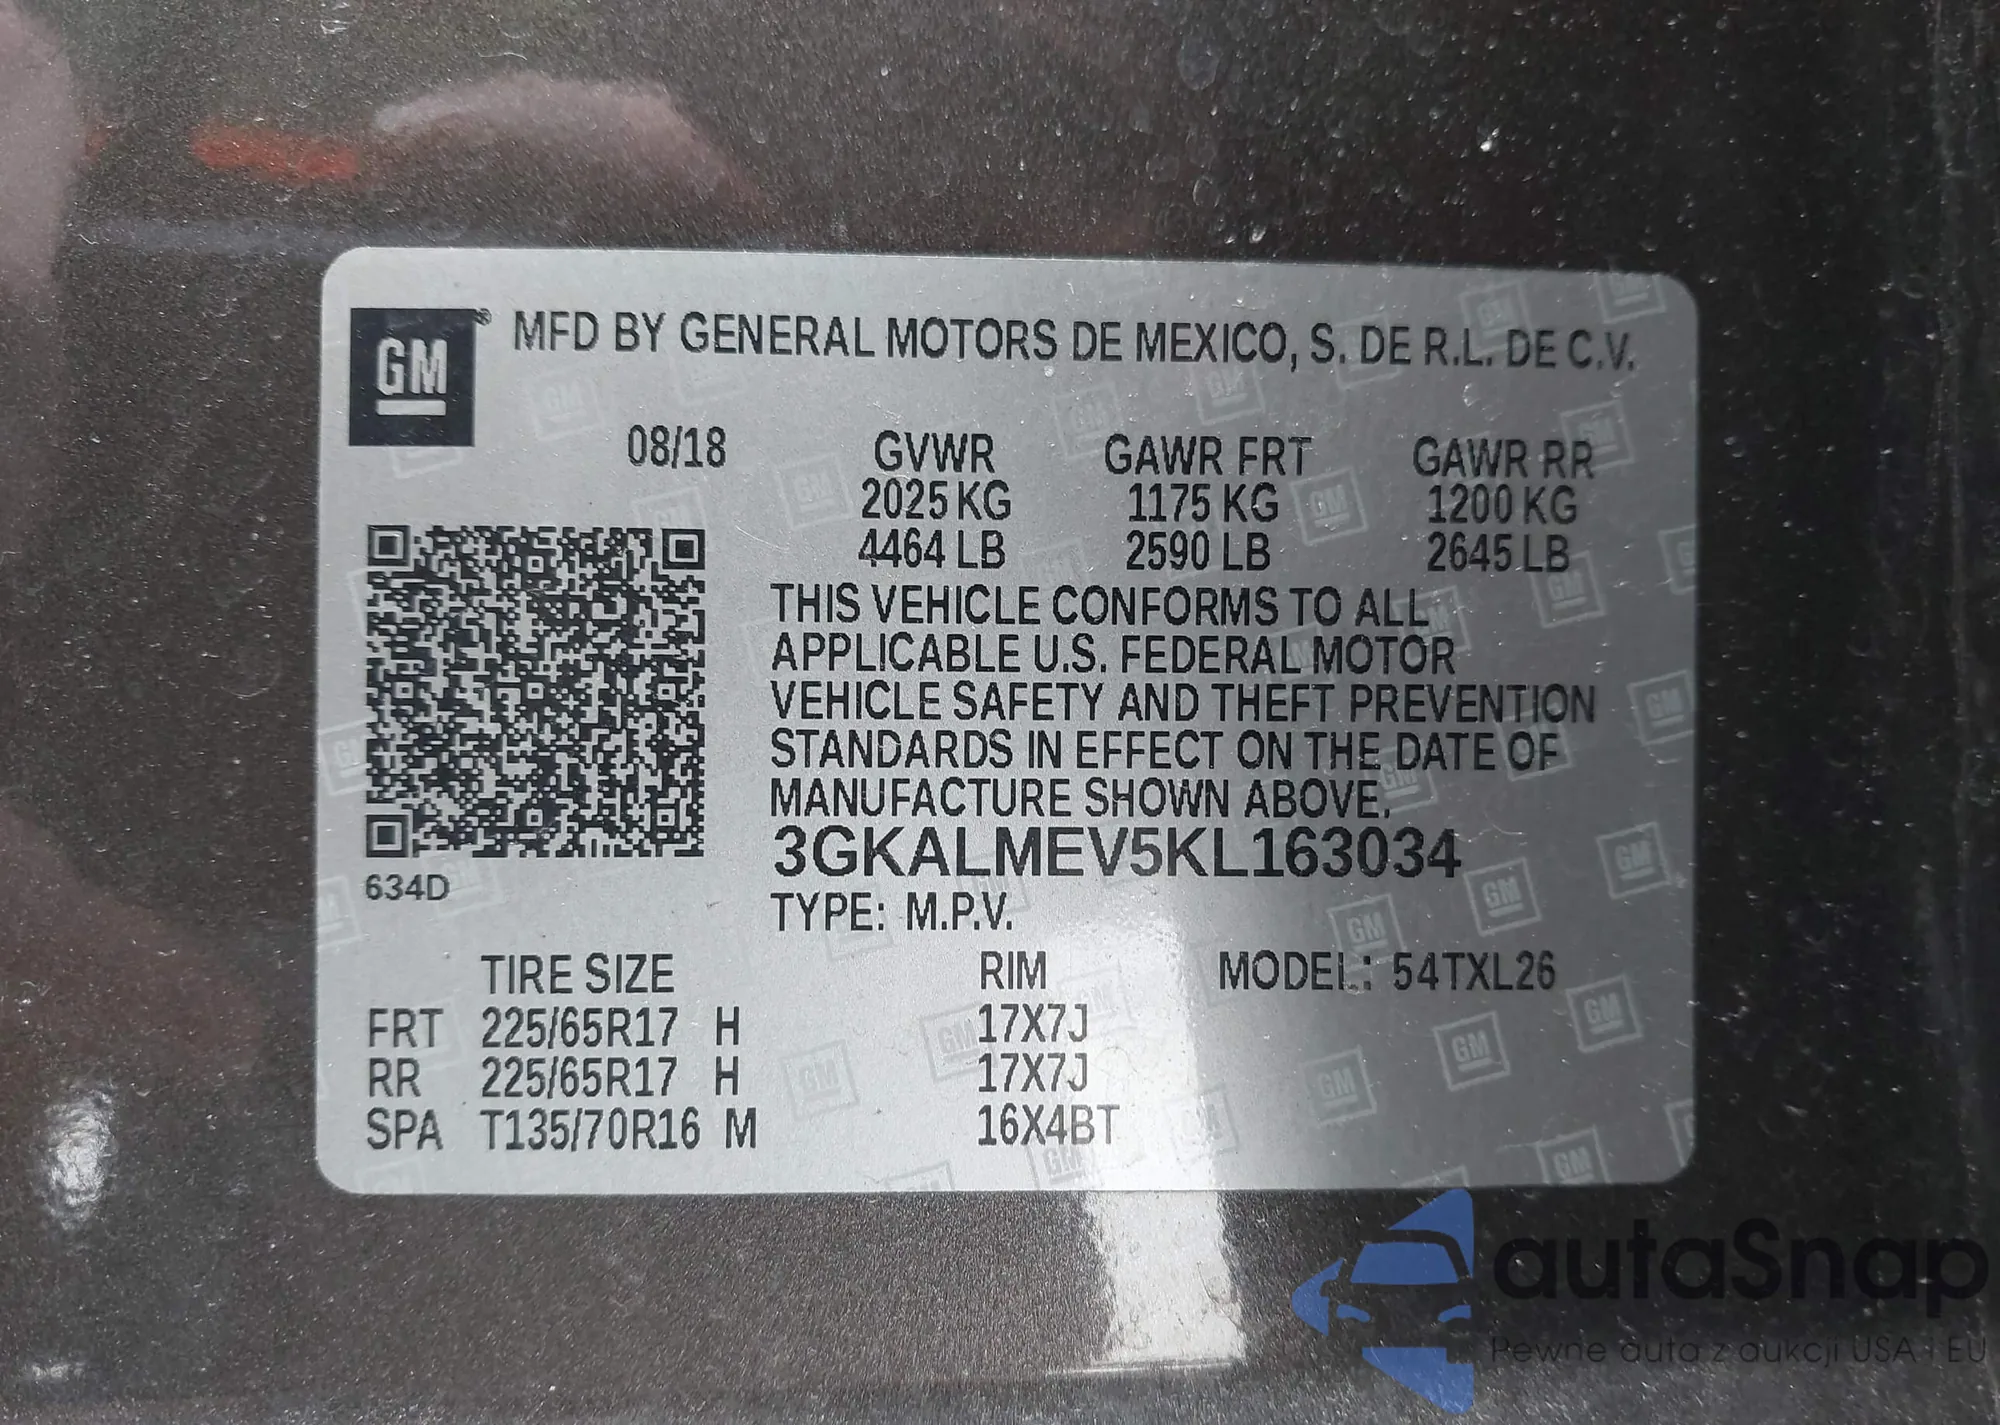 GM ® MFD BY GENERAL MOTORS DE MEXICO, S. DE R.L. DE C.V.
08/18 GVWR GAWR FRT GAWR RR
2025 KG 1175 KG 1200 KG
4464 LB 2590 LB 2645 LB
THIS VEHICLE CONFORMS TO ALL
APPLICABLE U.S. FEDERAL MOTOR
VEHICLE SAFETY AND THEFT PREVENTION
STANDARDS IN EFFECT ON THE DATE OF
MANUFACTURE SHOWN ABOVE.
3GKALMEV5KL163034
634D
TYPE: M.P.V.
TIRE SIZE RIM MODEL: 54TXL26
FRT 225/65R17 H 17X7J
RR 225/65R17 H 17X7J
SPA T135/70R16 M 16X4BT
autaSnap
Pewne auta z aukcji USA i EU